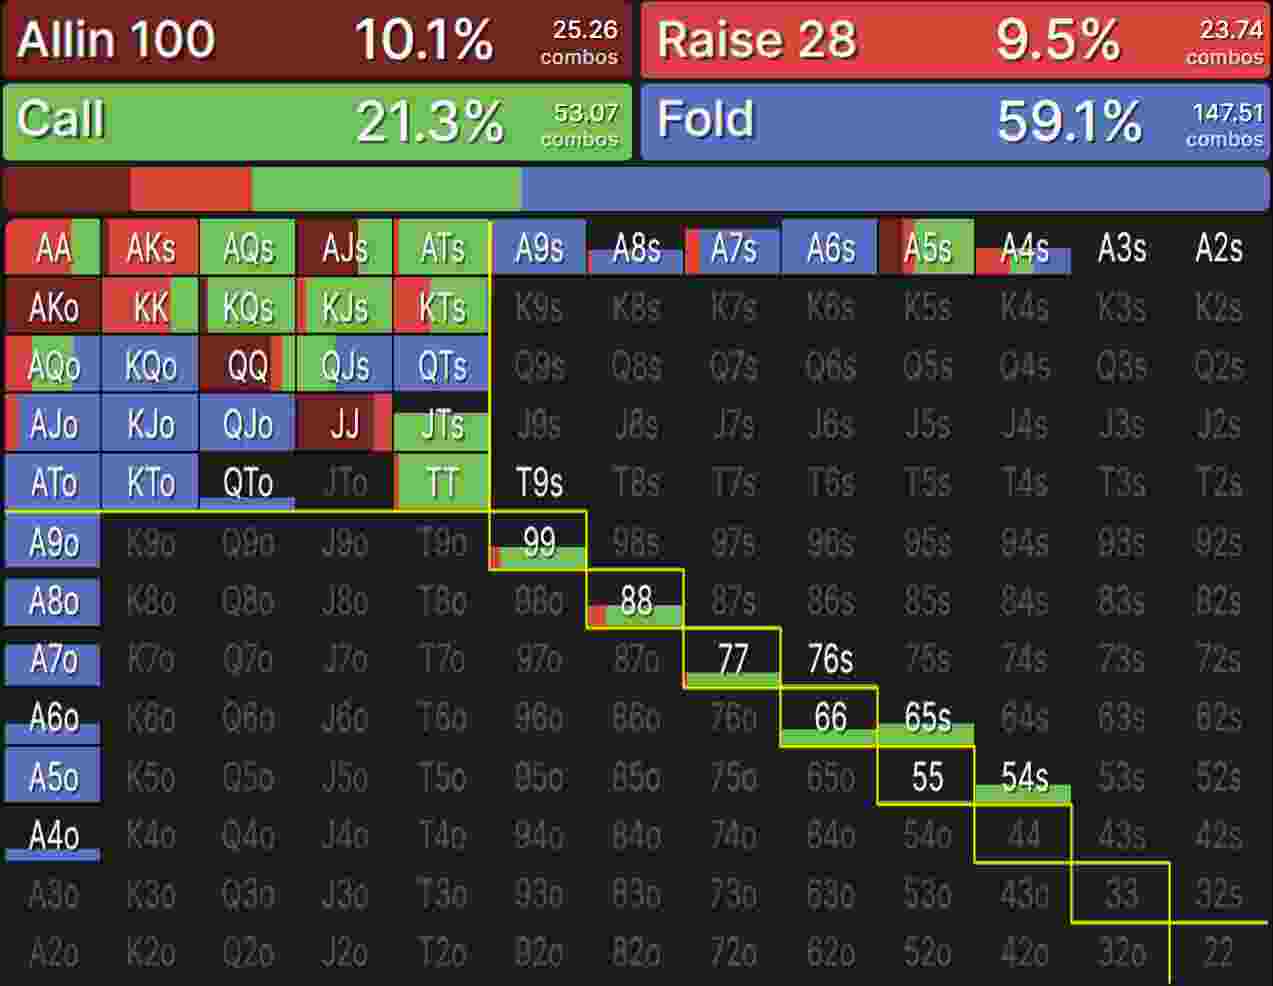 Allin 100 10.1% 25.26 combos
Raise 28 9.5% 23.74 combos
Call 21.3% 53.07 combos
Fold 59.1% 147.51 combos
AA AKs AQs AJs ATs A9s A8s A7s A6s A5s A4s A3s A2s
AKo KK KQs KJs KTs K9s K8s K7s K6s K5s K4s K3s K2s
AQo KQo QQ QJs QTs Q9s Q8s Q7s Q6s Q5s Q4s Q3s Q2s
AJo KJo QJo JJ JTs J9s J8s J7s J6s J5s J4s J3s J2s
ATo KTo QTo JTo TT T9s T8s T7s T6s T5s T4s T3s T2s
A9o K9o Q9o J9o T9o 99 98s 97s 96s 95s 94s 93s 92s
A8o K8o Q8o J8o T8o 98o 88 87s 86s 85s 84s 83s 82s
A7o K7o Q7o J7o T7o 97o 87o 77 76s 75s 74s 73s 72s
A6o K6o Q6o J6o T6o 96o 86o 76o 66 65s 64s 63s 62s
A5o K5o Q5o J5o T5o 95o 85o 75o 65o 55 54s 53s 52s
A4o K4o Q4o J4o T4o 94o 84o 74o 64o 54o 44 43s 42s
A3o K3o Q3o J3o T3o 93o 83o 73o 63o 53o 43o 33 32s
A2o K2o Q2o J2o T2o 92o 82o 72o 62o 52o 42o 32o 22